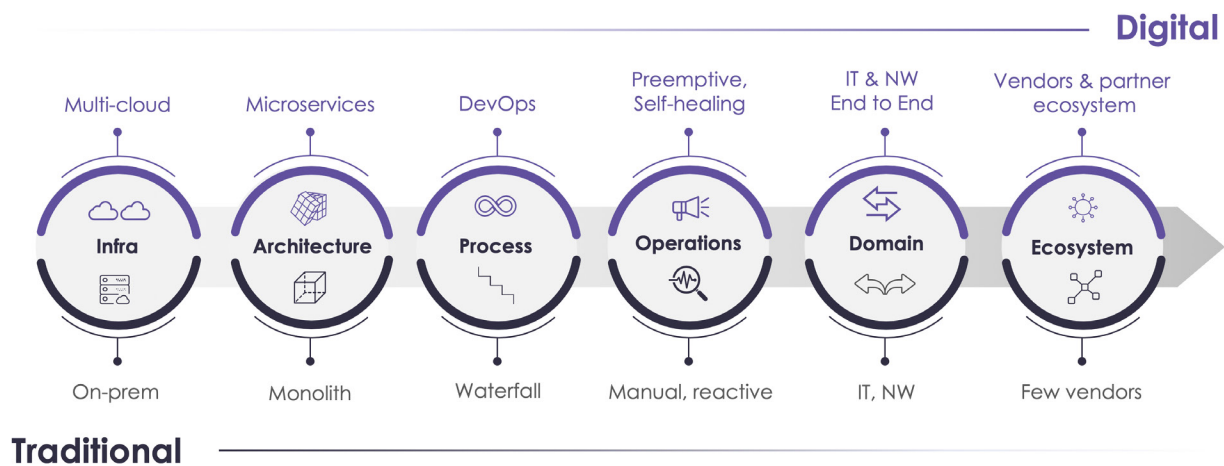 Digital
Multi-cloud
Microservices
DevOps
Preemptive,
Self-healing
IT & NW
End to End
Vendors & partner
ecosystem
Infra
Architecture
Process
Operations
Domain
Ecosystem
On-prem
Monolith
Waterfall
Manual, reactive
IT, NW
Few vendors
Traditional